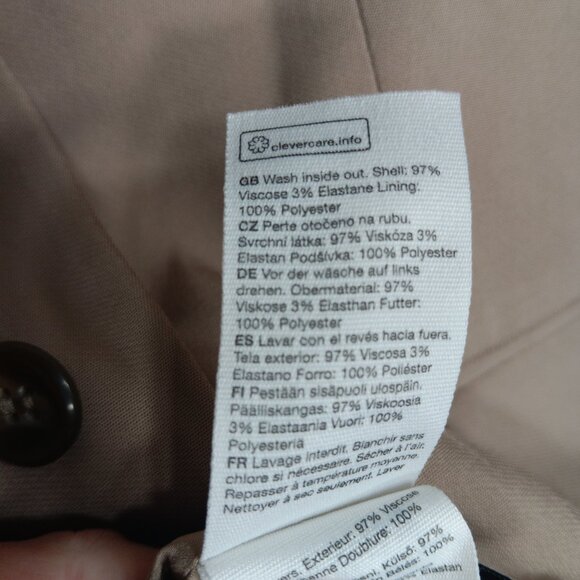 clevercare.info
GB Wash inside out. Shell: 97%
Viscose 3% Elastane Lining:
100% Polyester
CZ Perte otočeno na rubu.
Svrchní látka: 97% Viskóza 3%
Elastan Podšívka: 100% Polyester
DE Vor der wäsche auf links
drehen. Obermaterial: 97%
Viskose 3% Elasthan Futter:
100% Polyester
ES Lavar con el revés hacia fuera.
Tela exterior: 97% Viscosa 3%
Elastano Forro: 100% Poliéster
FI Pestään sisäpuoli ulospäin.
Päälliskangas: 97% Viskoosia
3% Elastaania Vuori: 100%
Polyesteria
FR Lavage interdit. Blanchir sans
chlore si nécessaire. Sécher à l'air.
Repasser à température moyenne.
Nettoyer à sec seulement. Laver
Exterieur: 97% Viscose
Doublure: 100%
Külső: 97%
Bélés: 100%
Elastan